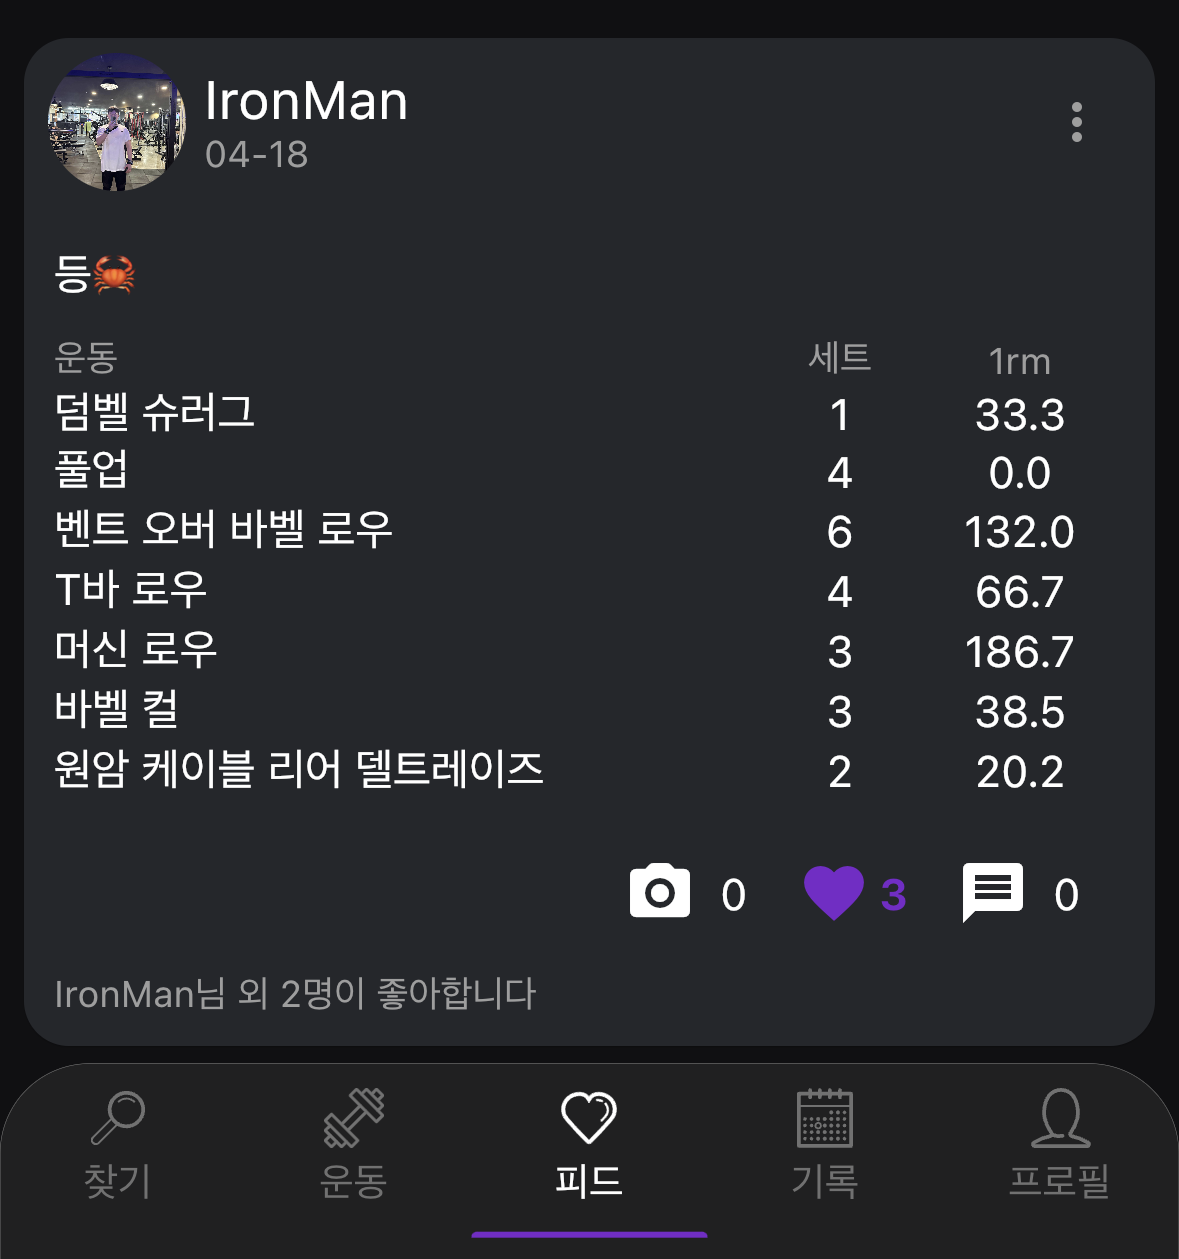 IronMan
04-18
등🦀
운동 세트 1rm
덤벨 슈러그 1 33.3
풀업 4 0.0
벤트 오버 바벨 로우 6 132.0
T바 로우 4 66.7
머신 로우 3 186.7
바벨 컬 3 38.5
원암 케이블 리어 델트레이즈 2 20.2
0 3 0
IronMan님 외 2명이 좋아합니다
찾기 운동 피드 기록 프로필